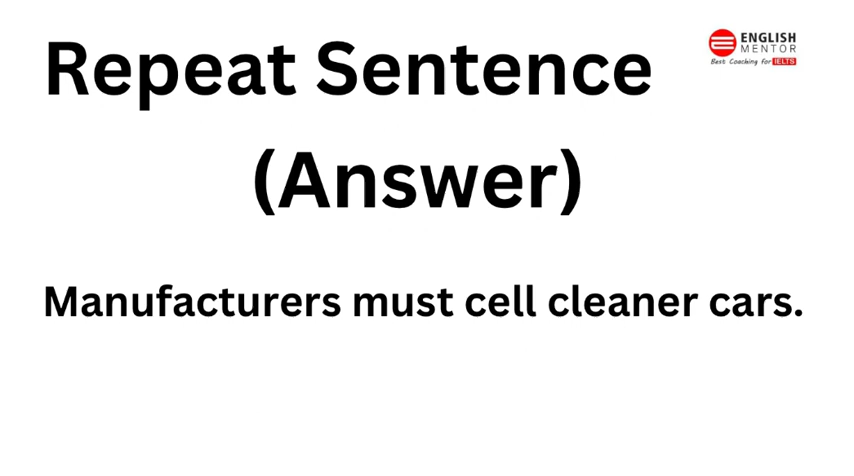 Repeat Sentence
ENGLISH
MENTOR
Best Coaching for IELTS
(Answer)
Manufacturers must cell cleaner cars.